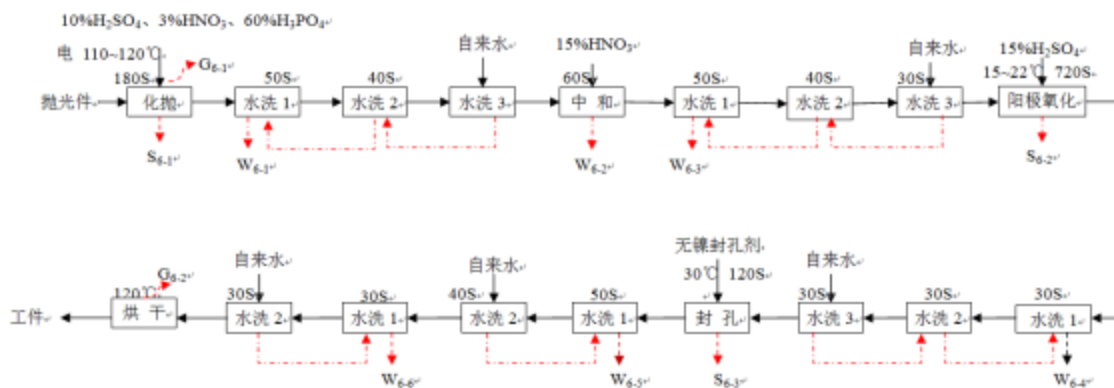 10%H₂SO₄、3%HNO₃、60%H₃PO₄
电 110~120℃
G₆₋₁
180S
50S
40S
自来水
15%HNO₃
60S
50S
40S
自来水
30S
15%H₂SO₄
15~22℃ 720S
抛光件
化抛
水洗 1
水洗 2
水洗 3
中和
水洗 1
水洗 2
水洗 3
阳极氧化
S₆₋₁
W₆₋₁
W₆₋₂
W₆₋₃
S₆₋₂
G₆₋₂
120℃
自来水
30S
30S
自来水
40S
50S
无镍封孔剂
30℃ 120S
自来水
30S
30S
30S
工件
烘干
水洗 2
水洗 1
水洗 2
水洗 1
封孔
水洗 3
水洗 2
水洗 1
W₆₋₆
W₆₋₅
S₆₋₃
W₆₋₄